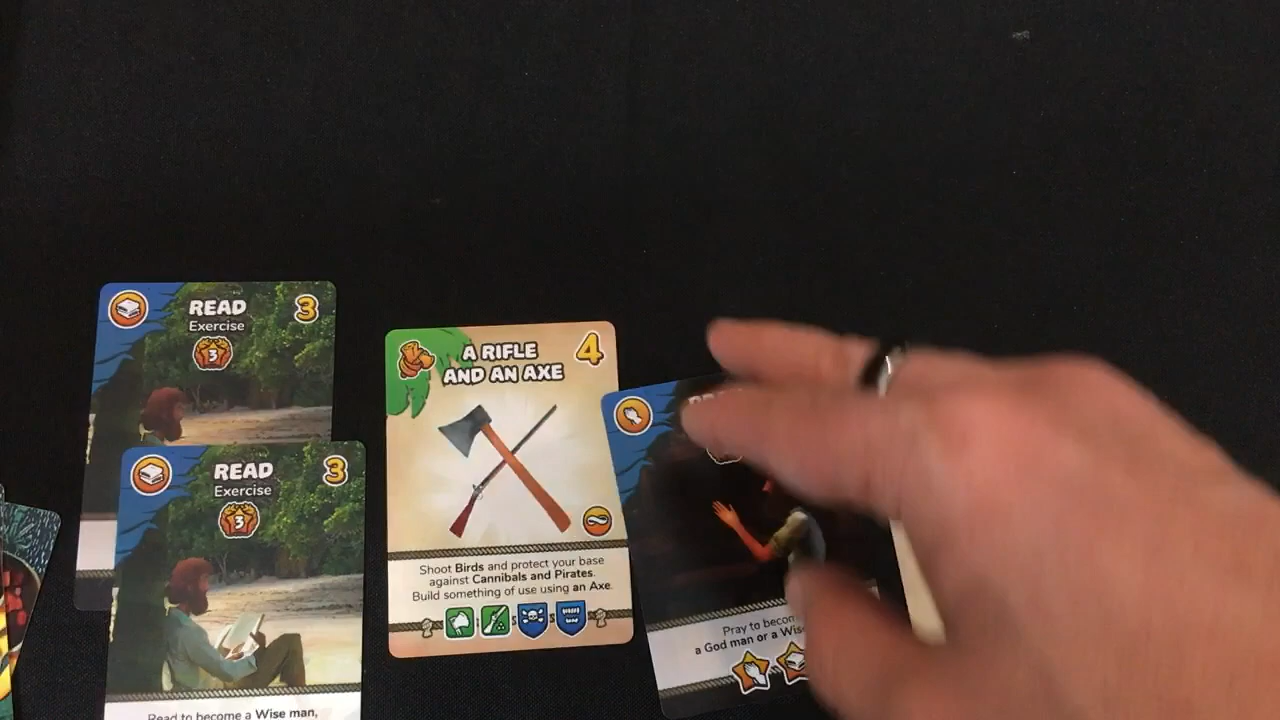 READ
Exercise
3
3
READ
Exercise
3
3
Read to become a Wise man,
A RIFLE
AND AN AXE
4
Shoot Birds and protect your base
against Cannibals and Pirates.
Build something of use using an Axe.
Pray to
a God man or a